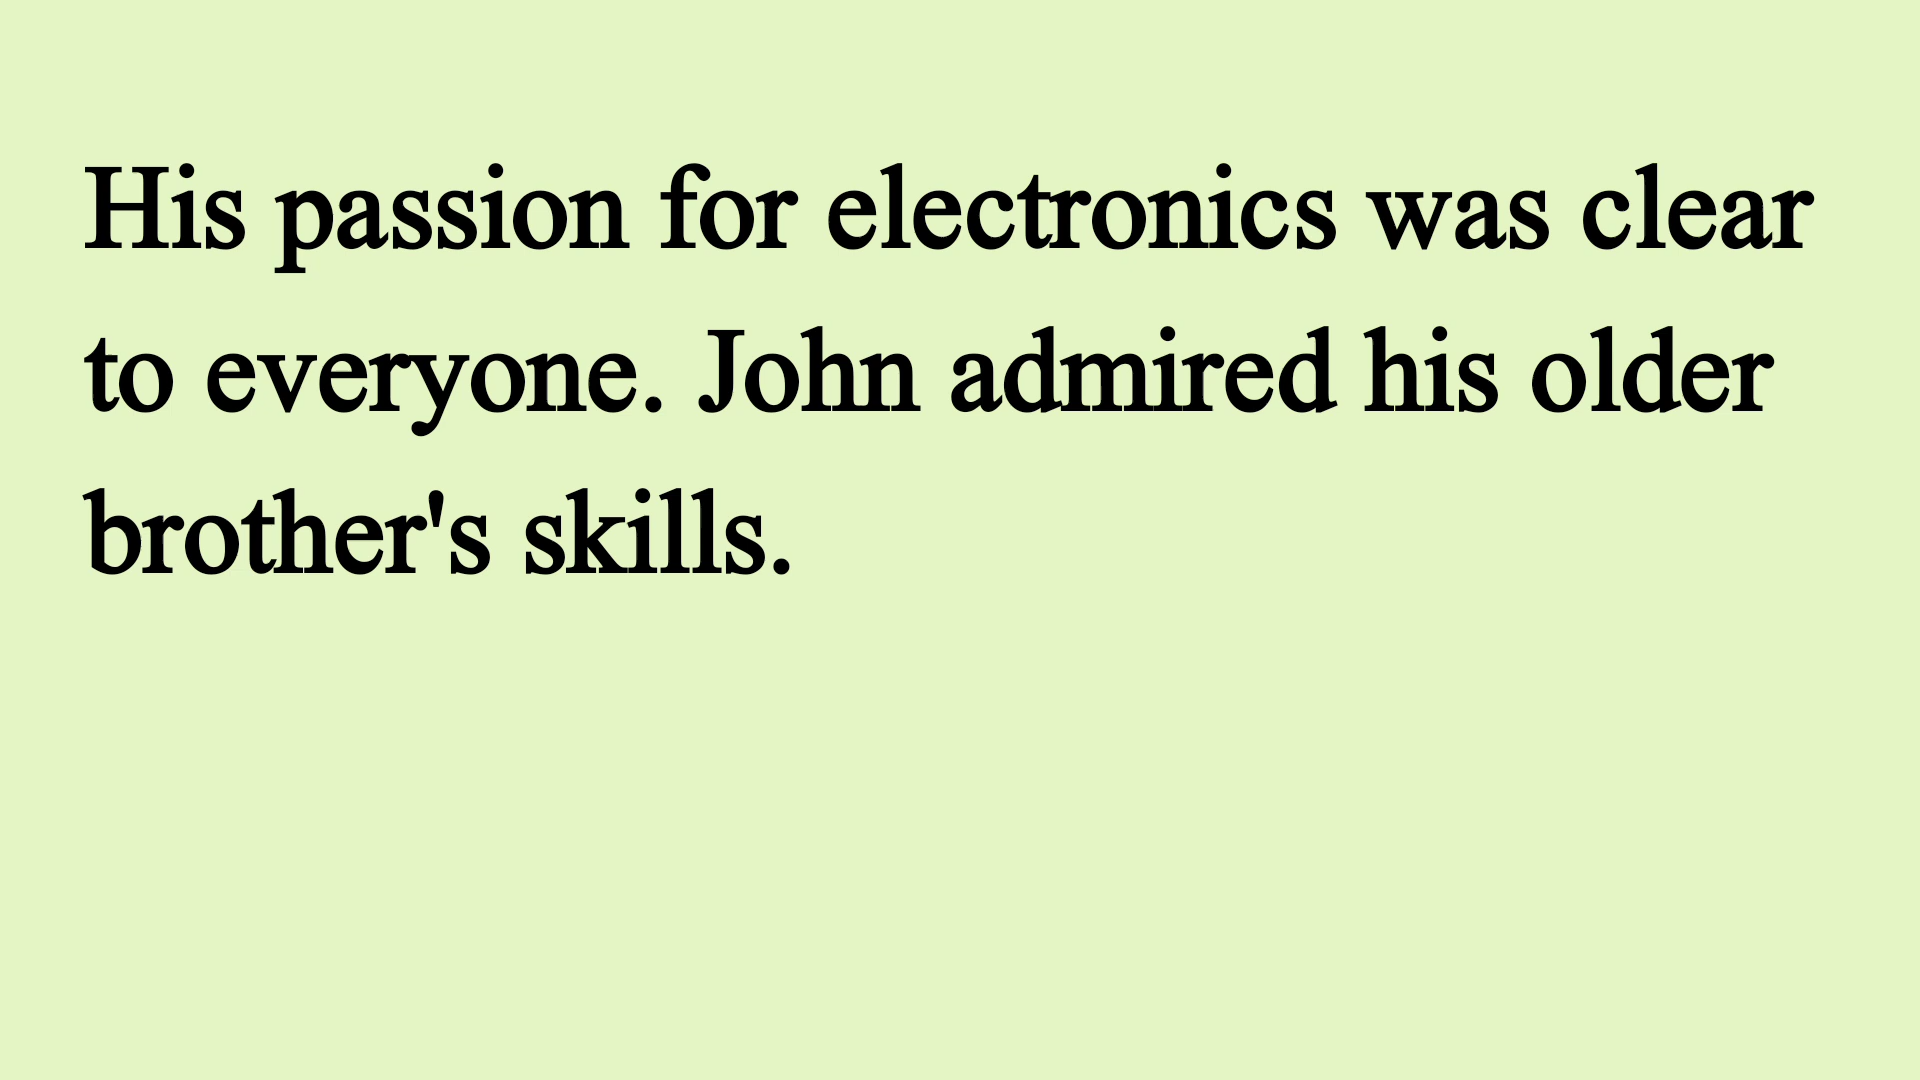 His passion for electronics was clear
to everyone. John admired his older
brother's skills.